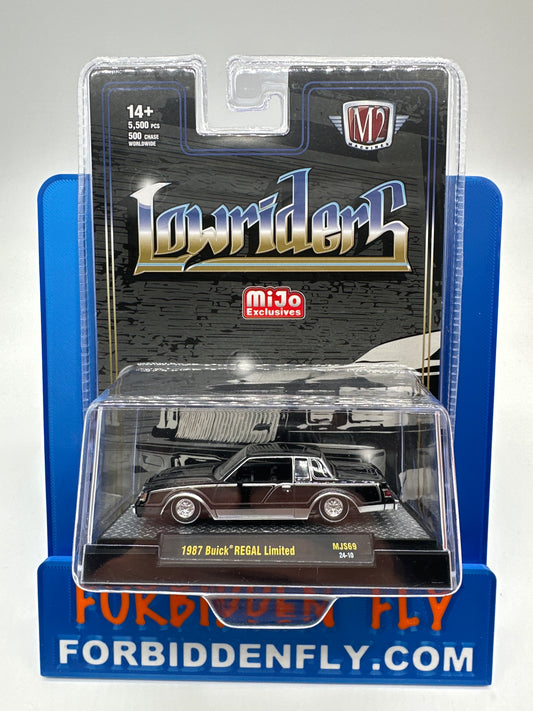 14+
5,500 PCS
500 CHASE
WORLDWIDE
M2
MACHINES
Lowriders
MiJo
Exclusives
1987 Buick® REGAL Limited
MJS69
24-10
FORBIDDEN FLY
FORBIDDENFLY.COM